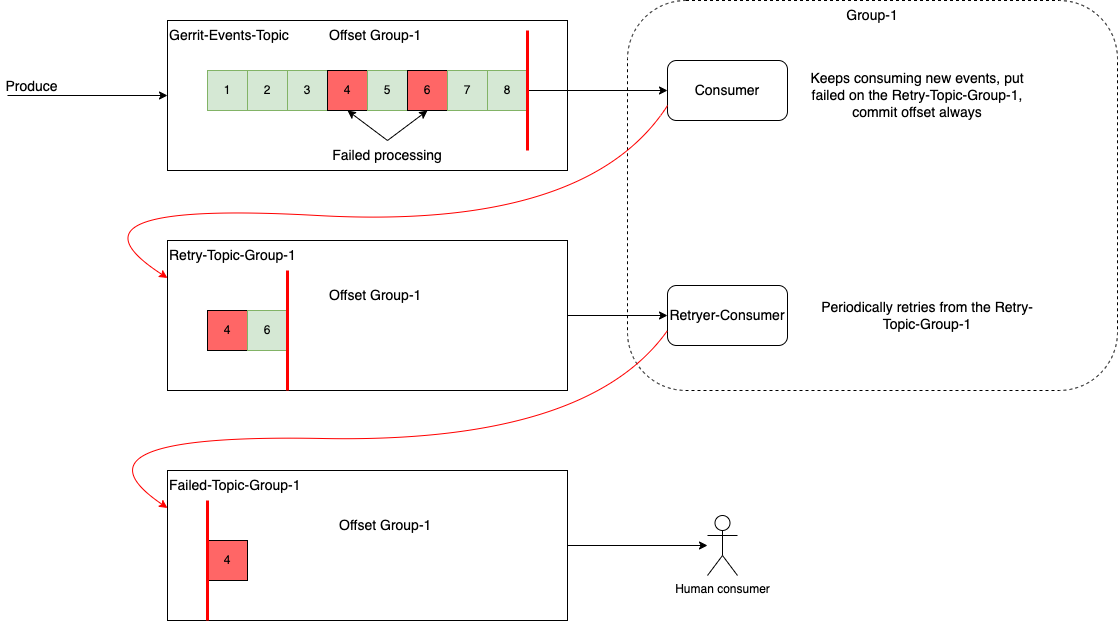 Group-1
Gerrit-Events-Topic
Offset Group-1
Produce
1 2 3 4 5 6 7 8
Consumer
Keeps consuming new events, put
failed on the Retry-Topic-Group-1,
commit offset always
Failed processing
Retry-Topic-Group-1
Offset Group-1
4 6
Retryer-Consumer
Periodically retries from the Retry-
Topic-Group-1
Failed-Topic-Group-1
Offset Group-1
4
Human consumer